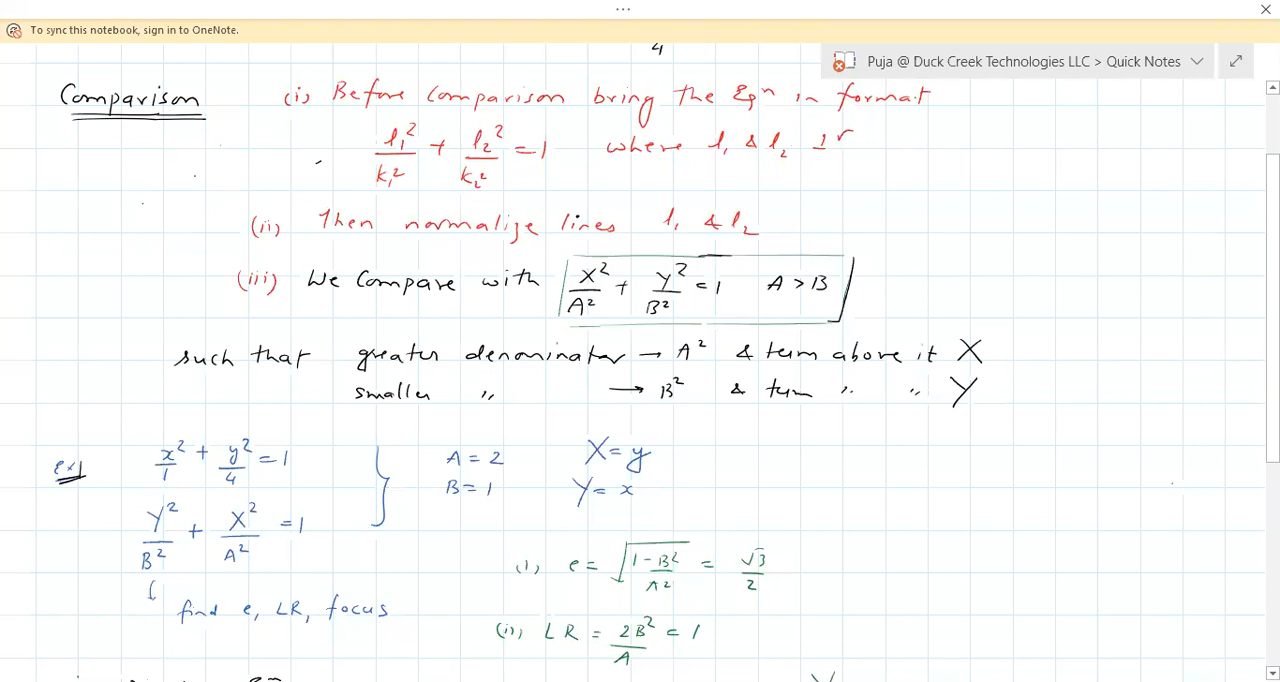 ...
To sync this notebook, sign in to OneNote.
4
Puja @ Duck Creek Technologies LLC > Quick Notes
Comparison (i) Before comparison bring the Eqⁿ in format
l₁²/k₁² + l₂²/k₂² = 1 where l₁ & l₂ ⊥r
(ii) Then normalize lines l₁ & l₂
(iii) We Compare with X²/A² + Y²/B² = 1 A > B
such that greater denominator → A² & term above it X
smaller " → B² & term " " Y
ex1 x²/1 + y²/4 = 1 A = 2 X = y
B = 1 Y = x
Y²/B² + X²/A² = 1
(i) e = √(1 - B²/A²) = √3/2
find e, LR, focus
(ii) LR = 2B²/A = 1